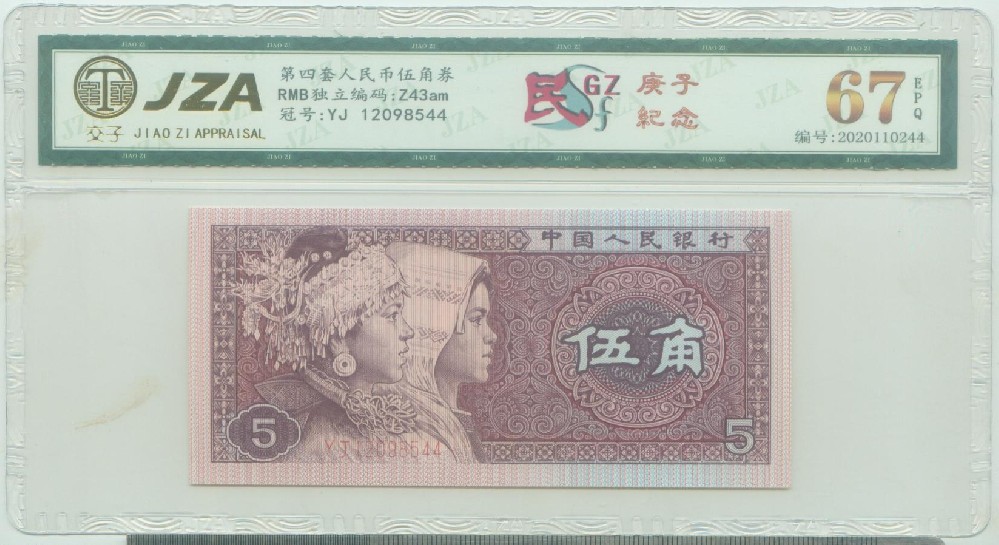 JZA
交子 JIAO ZI APPRAISAL
第四套人民币伍角券
RMB独立编码:Z43am
冠号:YJ 12098544
民 GZ f
庚子
紀念
67 EPQ
编号:2020110244
中国人民银行
伍角
5
YJ 12098544
5